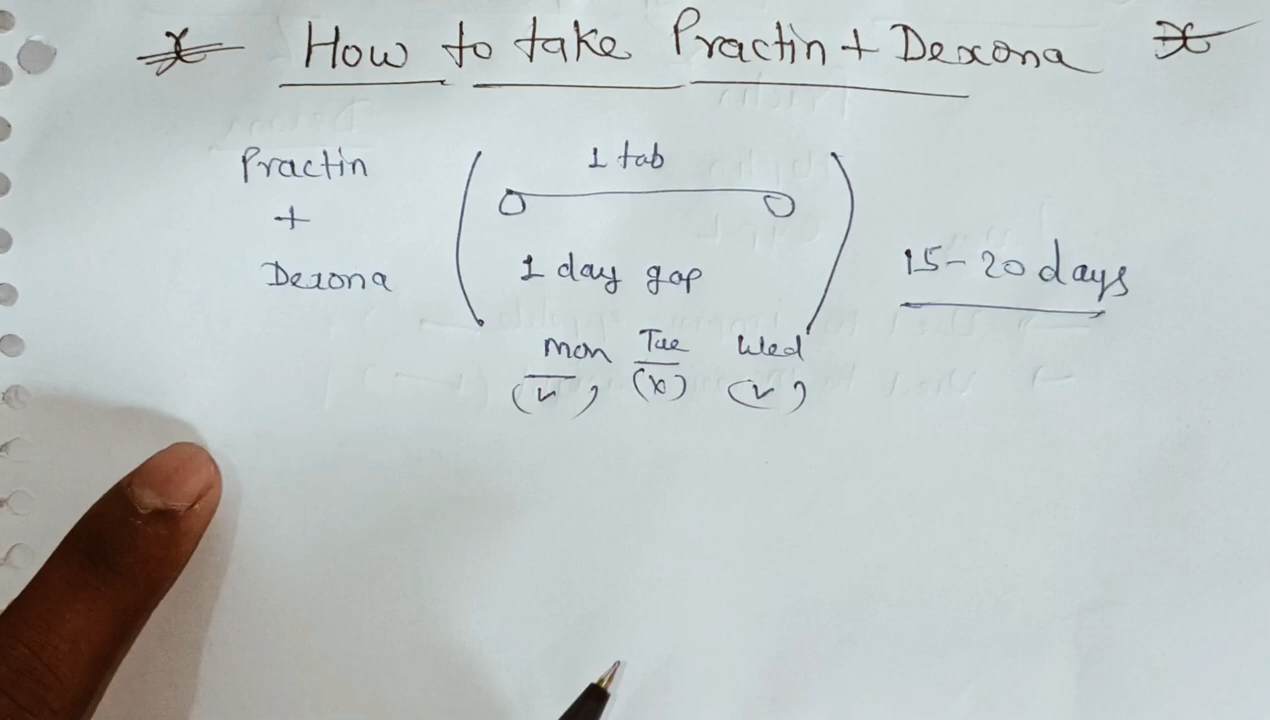 How to take Practin + Dexona
Practin
+
Dexona
1 tab
1 day gap
15-20 days
Mon Tue Wed
(✓) (x) (✓)